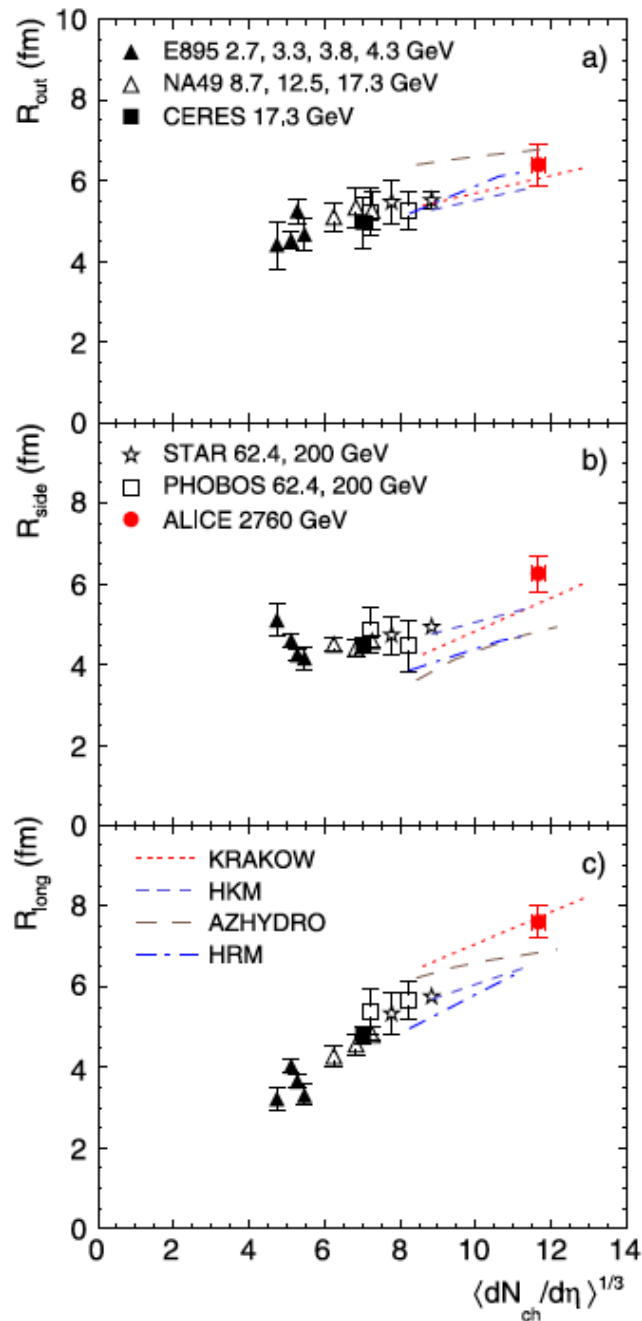 R_out (fm)
10
8
6
4
2
0
E895 2.7, 3.3, 3.8, 4.3 GeV
NA49 8.7, 12.5, 17.3 GeV
CERES 17.3 GeV
a)
R_side (fm)
8
6
4
2
0
STAR 62.4, 200 GeV
PHOBOS 62.4, 200 GeV
ALICE 2760 GeV
b)
R_long (fm)
8
6
4
2
0
KRAKOW
HKM
AZHYDRO
HRM
c)
0 2 4 6 8 10 12 14
⟨dN_ch/dη⟩^1/3